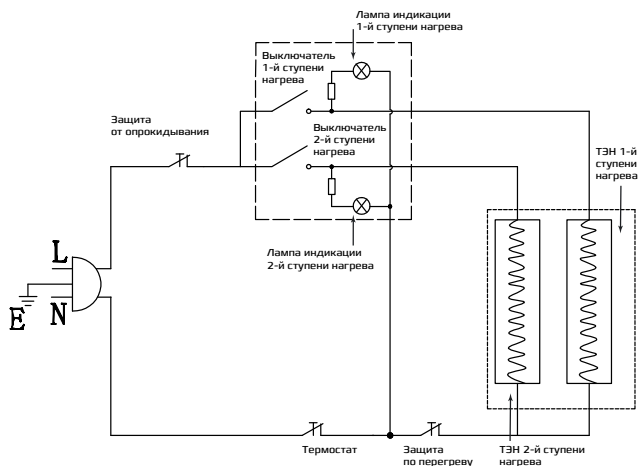 Лампа индикации
1-й ступени нагрева
Выключатель
1-й ступени
нагрева
Защита
от опрокидывания
Выключатель
2-й ступени
нагрева
ТЭН 1-й
ступени
нагрева
Лампа индикации
2-й ступени нагрева
L
E
N
Термостат
Защита
по перегреву
ТЭН 2-й ступени
нагрева